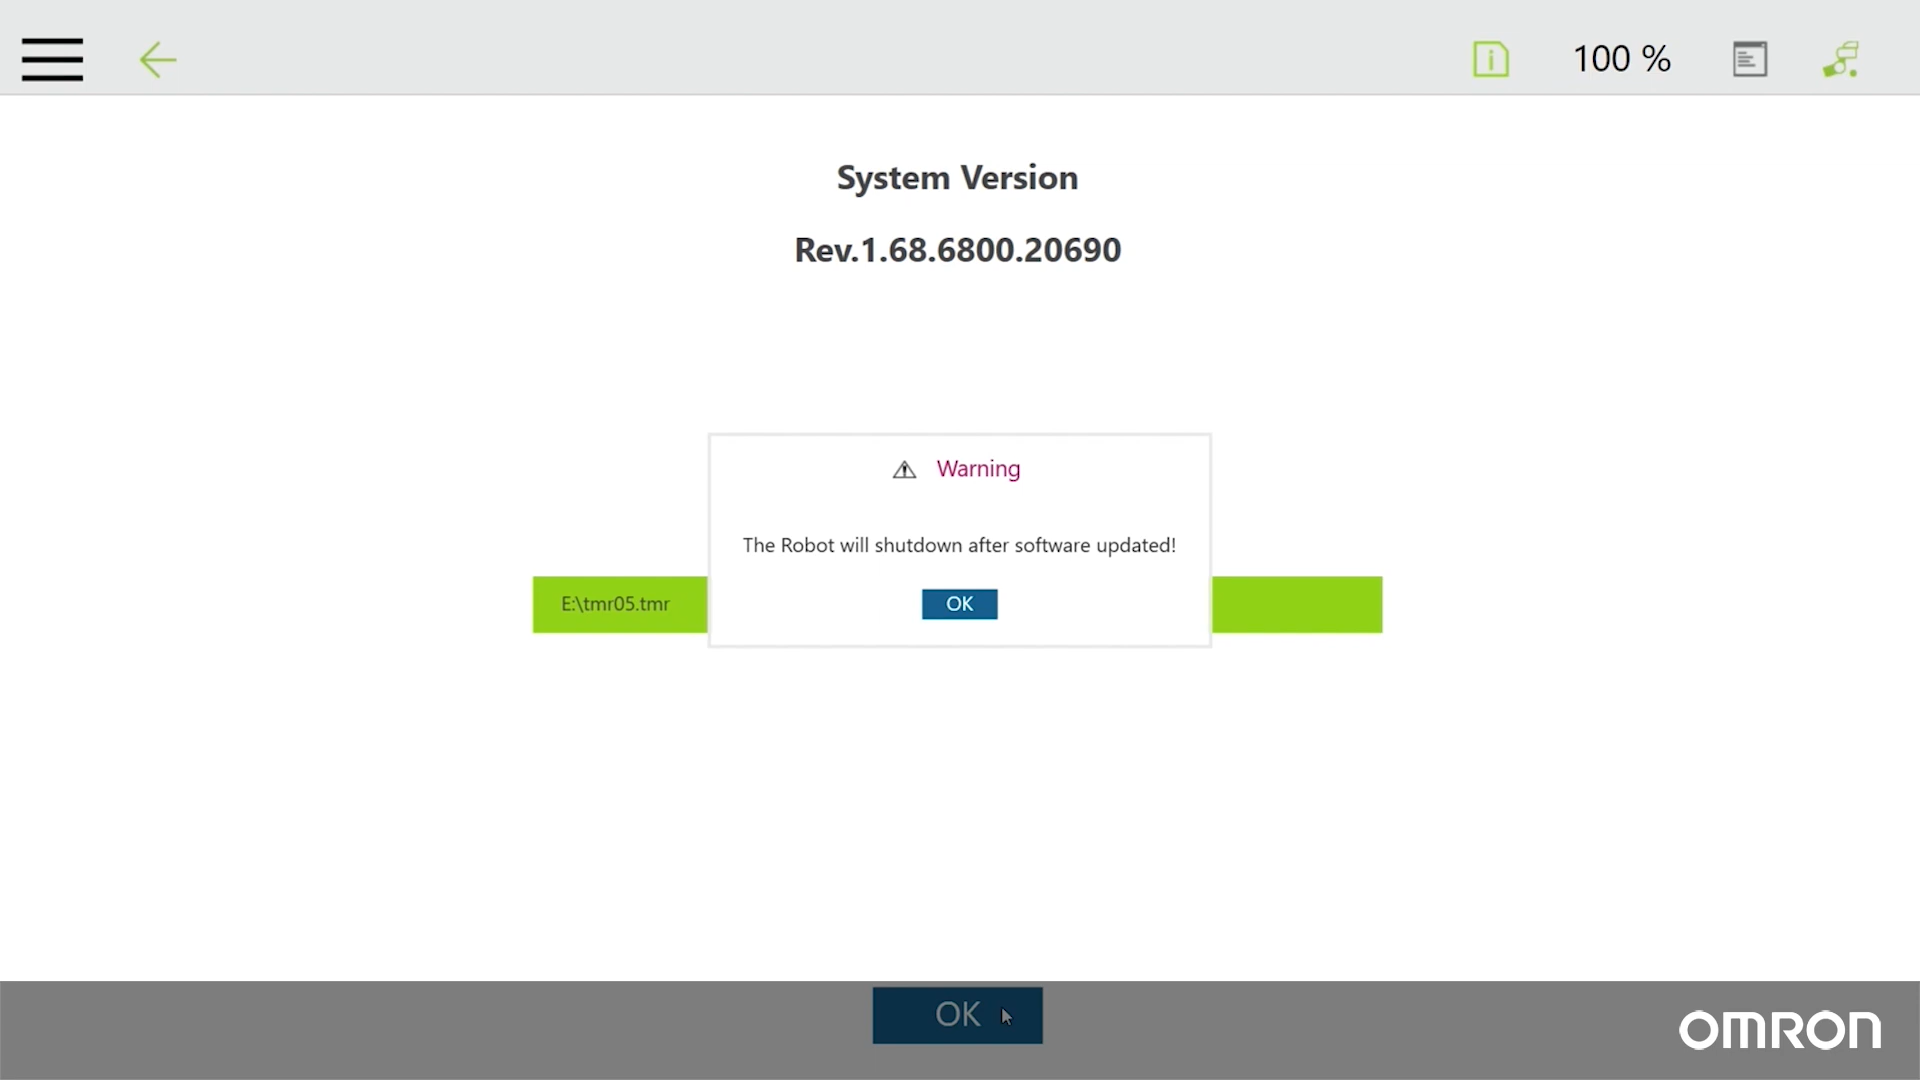 100 %
System Version
Rev.1.68.6800.20690
Warning
The Robot will shutdown after software updated!
E:\tmr05.tmr
OK
OK
OMRON